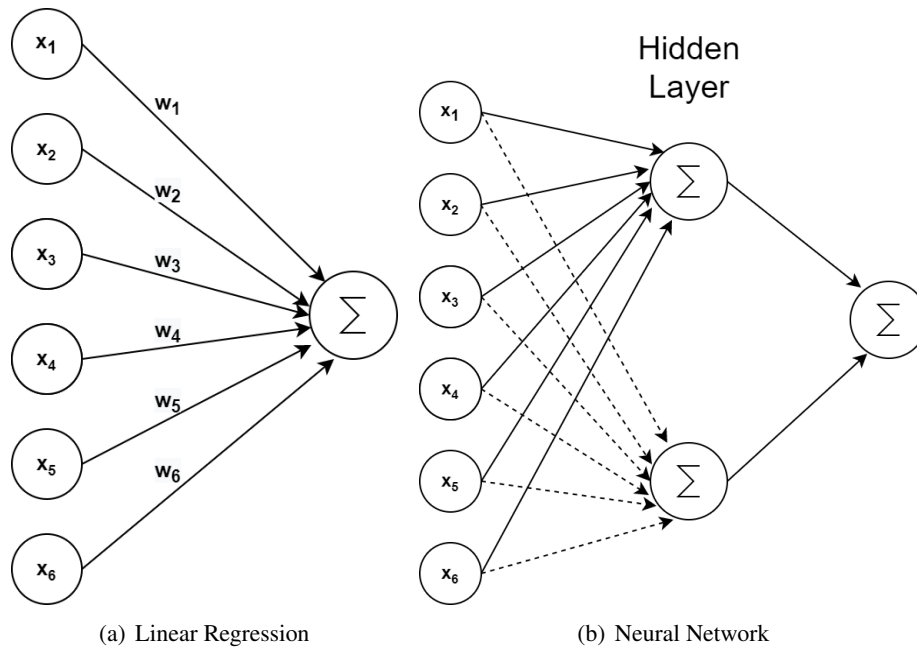 x₁
x₂
x₃
x₄
x₅
x₆
w₁
w₂
w₃
w₄
w₅
w₆
∑
(a) Linear Regression
Hidden
Layer
x₁
x₂
x₃
x₄
x₅
x₆
∑
∑
∑
(b) Neural Network